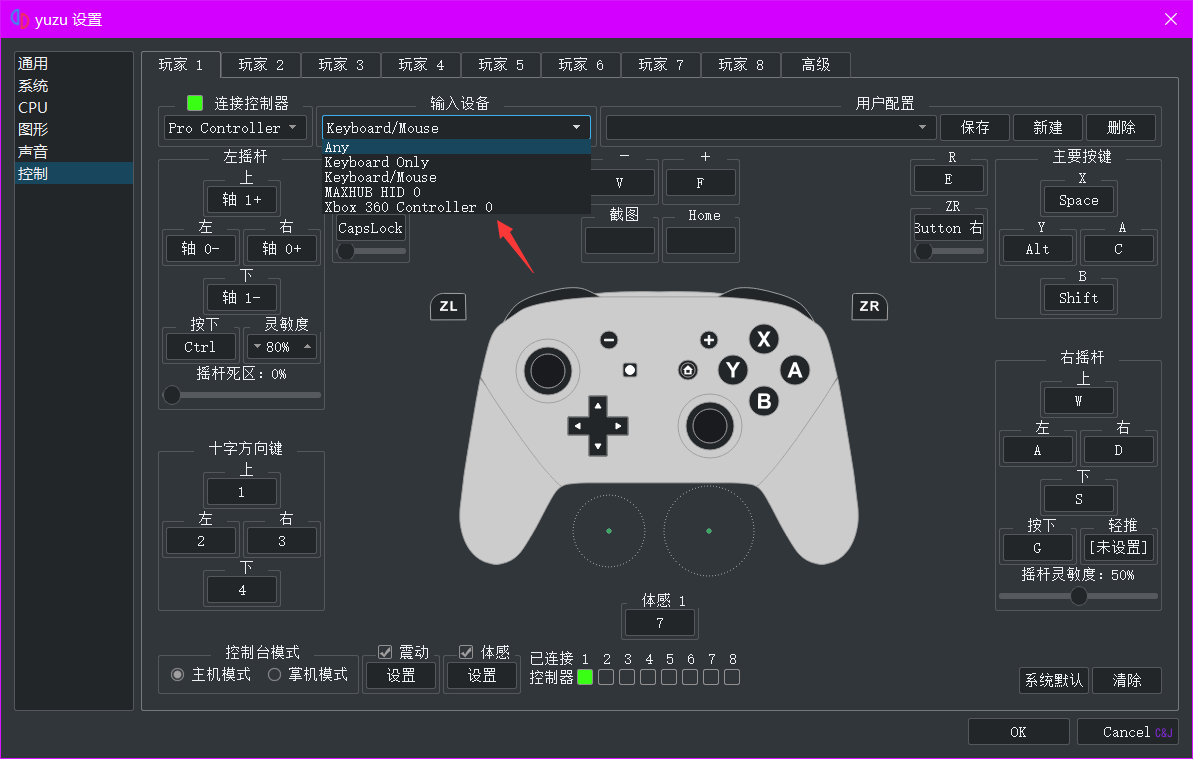 yuzu 设置
通用
系统
CPU
图形
声音
控制
玩家 1
玩家 2
玩家 3
玩家 4
玩家 5
玩家 6
玩家 7
玩家 8
高级
连接控制器
Pro Controller
输入设备
Keyboard/Mouse
Any
Keyboard Only
Keyboard/Mouse
MAXHUB HID 0
Xbox 360 Controller 0
用户配置
保存
新建
删除
左摇杆
上
轴 1+
左
轴 0-
右
轴 0+
下
轴 1-
按下
Ctrl
灵敏度
80%
摇杆死区：0%
CapsLock
−
V
+
F
截图
Home
R
E
ZR
Button 右
主要按键
X
Space
Y
Alt
A
C
B
Shift
ZL
ZR
X
Y
A
B
十字方向键
上
1
左
2
右
3
下
4
右摇杆
上
W
左
A
右
D
下
S
按下
G
轻推
[未设置]
摇杆灵敏度：50%
体感 1
7
控制台模式
主机模式
掌机模式
震动
设置
体感
设置
已连接 1 2 3 4 5 6 7 8
控制器
系统默认
清除
OK
Cancel
C&J